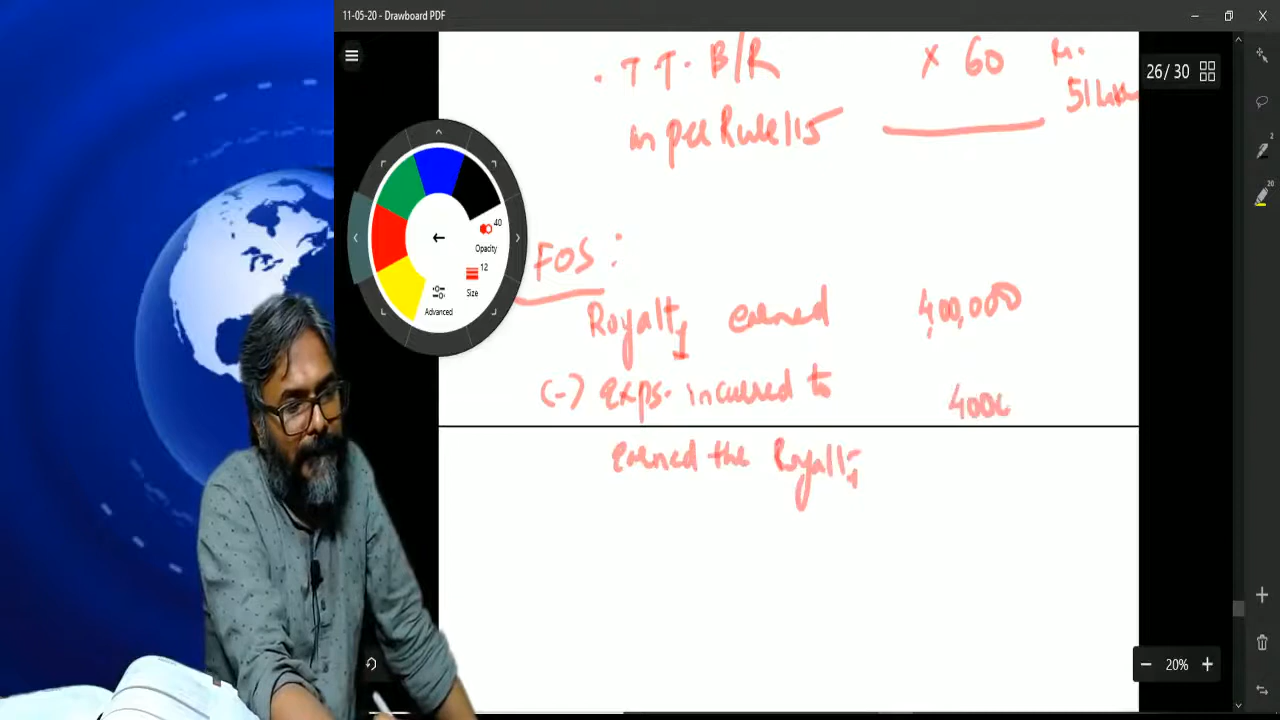 11-05-20 - Drawboard PDF
26/ 30
. T T. B/R × 60
as per Rule 115
40
Opacity
12
Size
Advanced
FOS :
Royalty earned 400,000
(-) Exps. incurred to 4000
earned the Royalty
20%